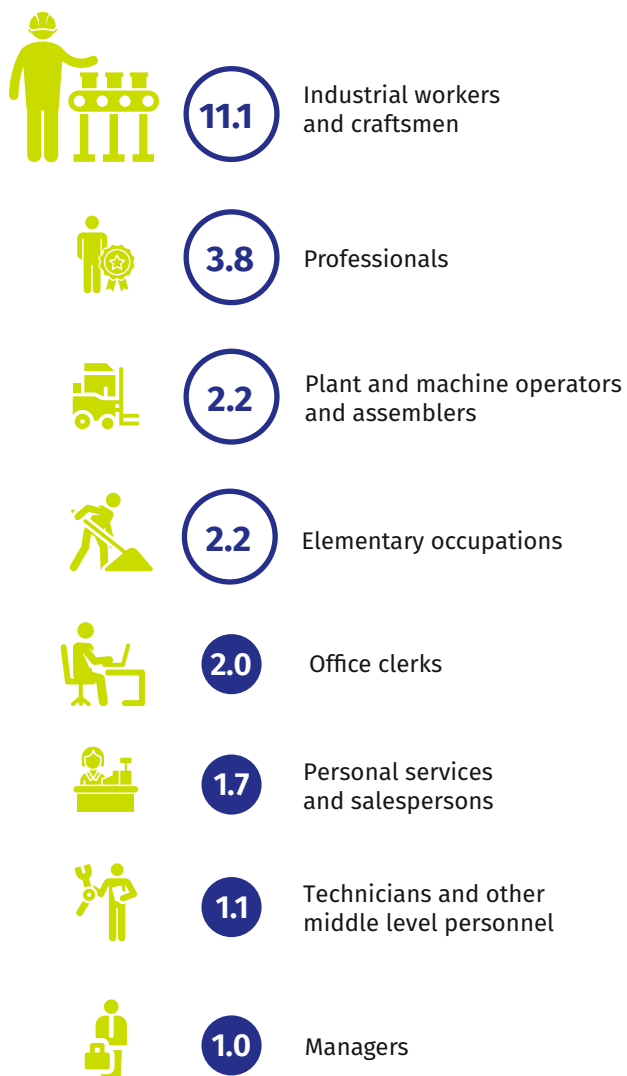 11.1
Industrial workers
and craftsmen
3.8
Professionals
2.2
Plant and machine operators
and assemblers
2.2
Elementary occupations
2.0
Office clerks
1.7
Personal services
and salespersons
1.1
Technicians and other
middle level personnel
1.0
Managers